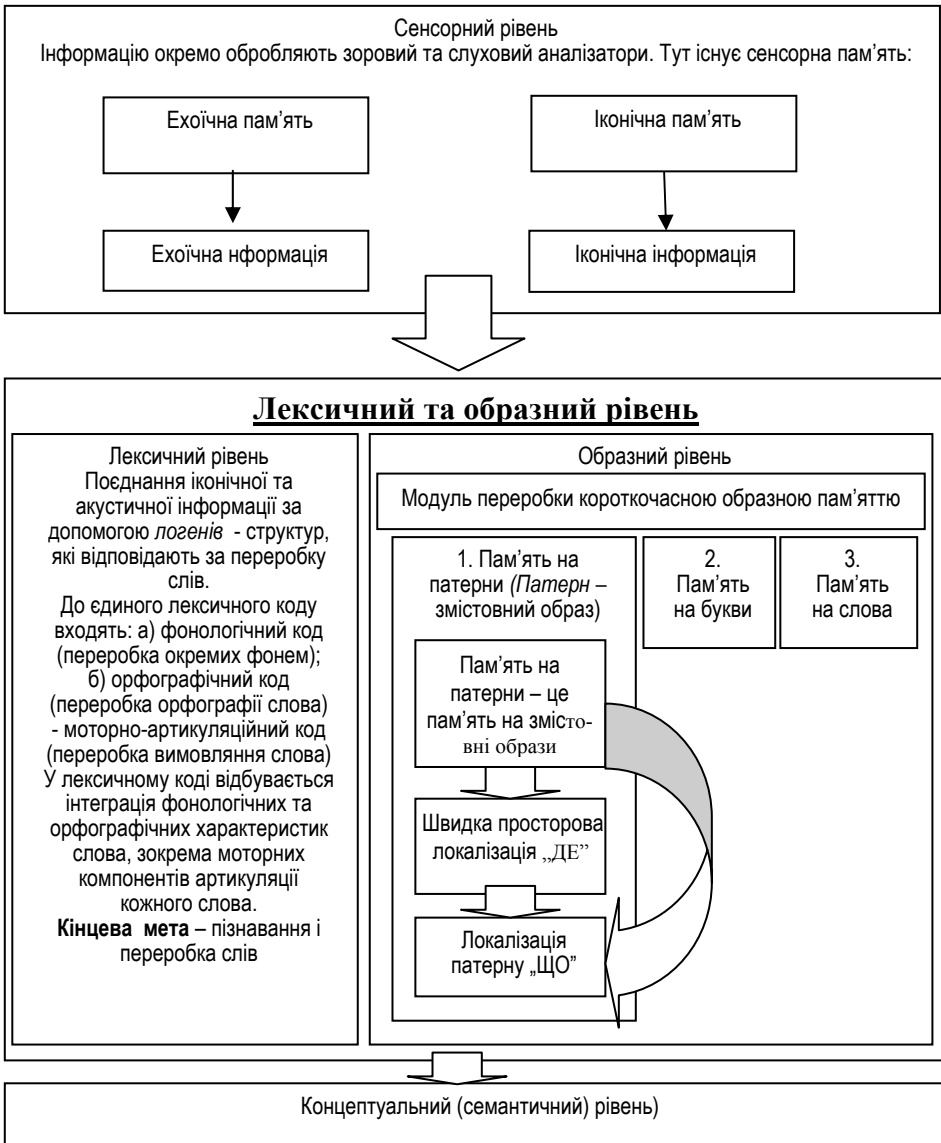 Сенсорний рівень
Інформацію окремо обробляють зоровий та слуховий аналізатори. Тут існує сенсорна пам’ять:
Ехоїчна пам’ять
Іконічна пам’ять
Ехоїчна нформація
Іконічна інформація
Лексичний та образний рівень
Лексичний рівень
Поєднання іконічної та
акустичної інформації за
допомогою логенів - структур,
які відповідають за переробку
слів.
До єдиного лексичного коду
входять: а) фонологічний код
(переробка окремих фонем);
б) орфографічний код
(переробка орфографії слова)
- моторно-артикуляційний код
(переробка вимовляння слова)
У лексичному коді відбувається
інтеграція фонологічних та
орфографічних характеристик
слова, зокрема моторних
компонентів артикуляції
кожного слова.
Кінцева мета – пізнавання і
переробка слів
Образний рівень
Модуль переробки короткочасною образною пам’яттю
1. Пам’ять на
патерни (Патерн –
змістовний образ)
Пам’ять на
патерни – це
пам’ять на змісто-
вні образи
Швидка просторова
локалізація „ДЕ”
Локалізація
патерну „ЩО”
2.
Пам’ять
на букви
3.
Пам’ять
на слова
Концептуальний (семантичний) рівень)